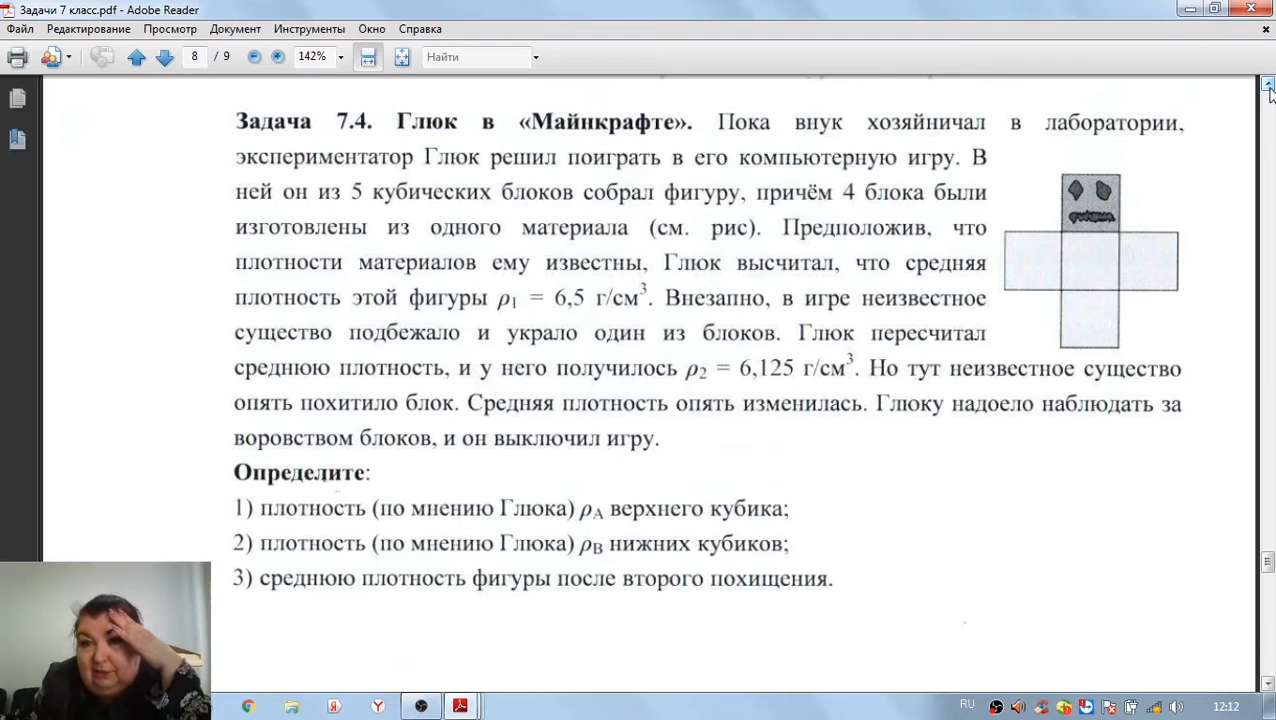 Задачи 7 класс.pdf - Adobe Reader
Файл Редактирование Просмотр Документ Инструменты Окно Справка
8 / 9 142% Найти
Задача 7.4. Глюк в «Майнкрафте». Пока внук хозяйничал в лаборатории,
экспериментатор Глюк решил поиграть в его компьютерную игру. В
ней он из 5 кубических блоков собрал фигуру, причём 4 блока были
изготовлены из одного материала (см. рис). Предположив, что
плотности материалов ему известны, Глюк высчитал, что средняя
плотность этой фигуры ρ₁ = 6,5 г/см³. Внезапно, в игре неизвестное
существо подбежало и украло один из блоков. Глюк пересчитал
среднюю плотность, и у него получилось ρ₂ = 6,125 г/см³. Но тут неизвестное существо
опять похитило блок. Средняя плотность опять изменилась. Глюку надоело наблюдать за
воровством блоков, и он выключил игру.
Определите:
1) плотность (по мнению Глюка) ρA верхнего кубика;
2) плотность (по мнению Глюка) ρB нижних кубиков;
3) среднюю плотность фигуры после второго похищения.
RU 12:12